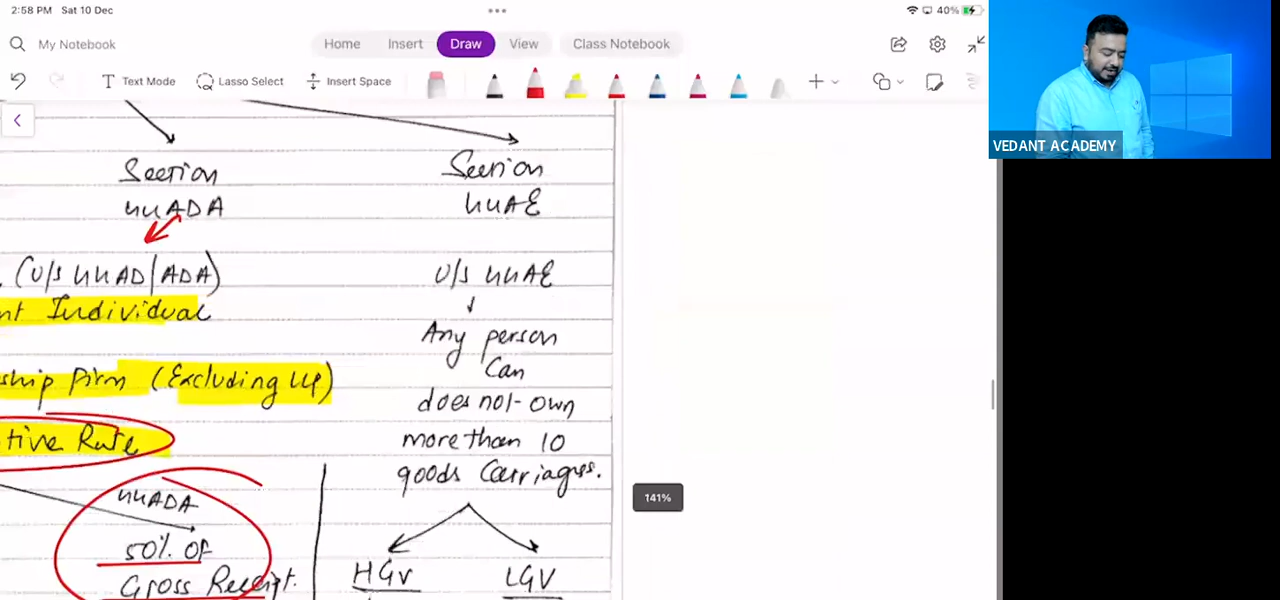 2:58 PM Sat 10 Dec
40%
My Notebook
Home Insert Draw View Class Notebook
Text Mode Lasso Select Insert Space
VEDANT ACADEMY
Section
44ADA
(U/s 44AD/ADA)
nt Individual
ship Firm (Excluding LLP)
tive Rate
44ADA
50% Of
Gross Receipt.
Section
44AE
U/s 44AE
Any person
Can
does not own
more than 10
goods Carriages.
HGV LGV
141%